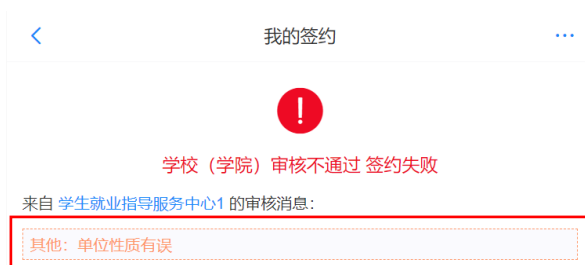 我的签约
学校（学院）审核不通过 签约失败
来自 学生就业指导服务中心1 的审核消息：
其他：单位性质有误